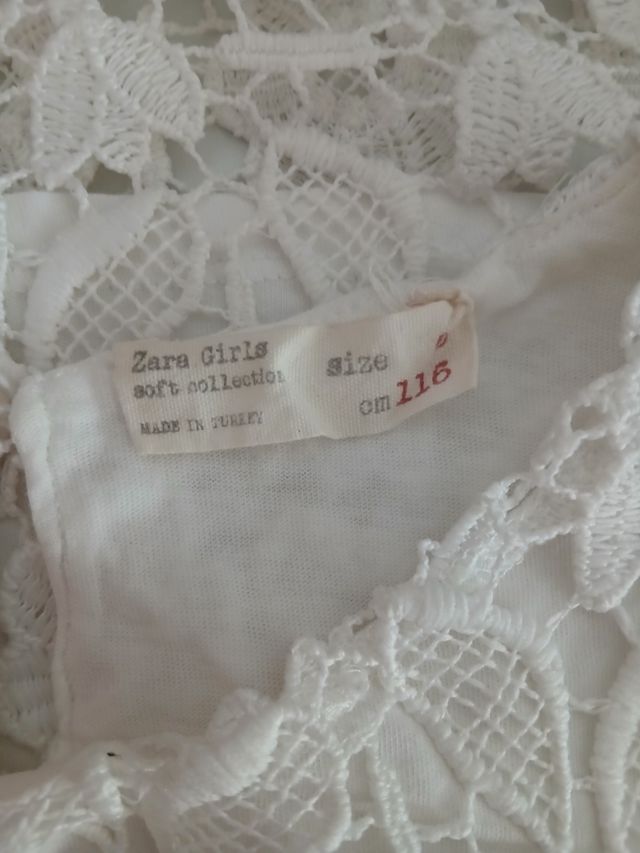 Zara Girls
soft collection
MADE IN TURKEY
size
cm 116